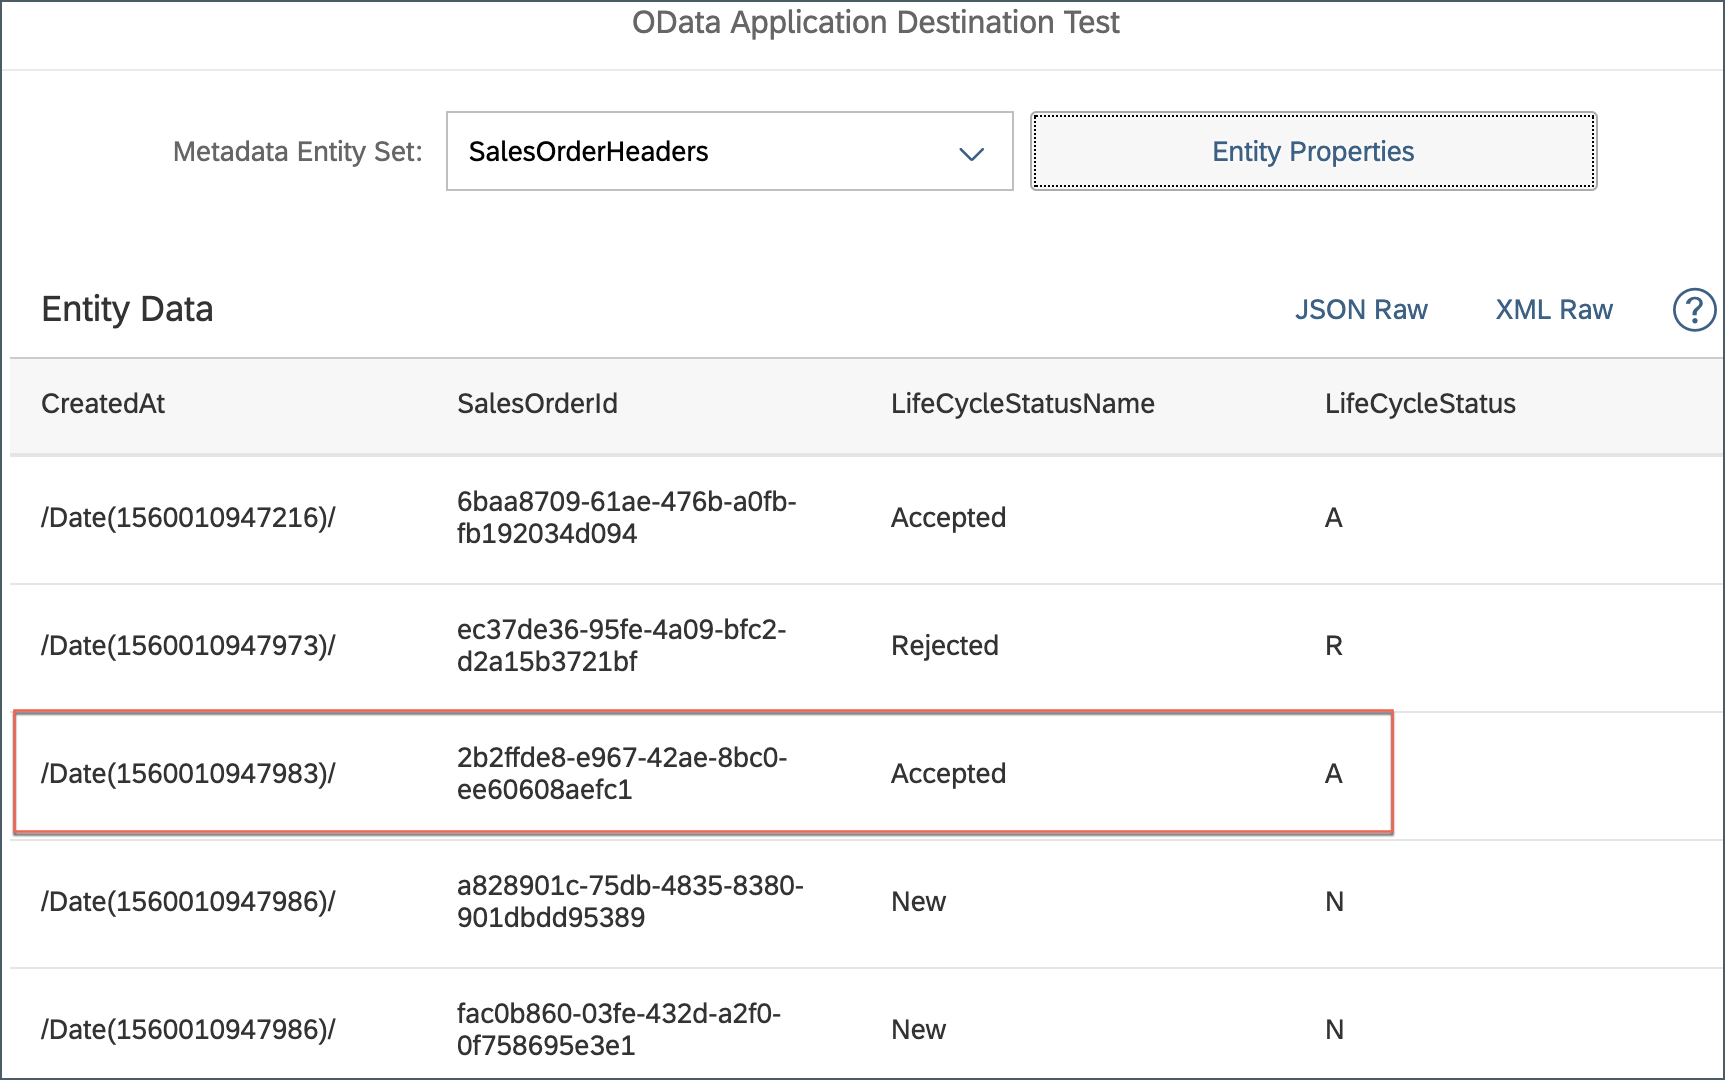 OData Application Destination Test
Metadata Entity Set: SalesOrderHeaders Entity Properties
Entity Data JSON Raw XML Raw ?
CreatedAt SalesOrderId LifeCycleStatusName LifeCycleStatus
/Date(1560010947216)/ 6baa8709-61ae-476b-a0fb- Accepted A
fb192034d094
/Date(1560010947973)/ ec37de36-95fe-4a09-bfc2- Rejected R
d2a15b3721bf
/Date(1560010947983)/ 2b2ffde8-e967-42ae-8bc0- Accepted A
ee60608aefc1
/Date(1560010947986)/ a828901c-75db-4835-8380- New N
901dbdd95389
/Date(1560010947986)/ fac0b860-03fe-432d-a2f0- New N
0f758695e3e1